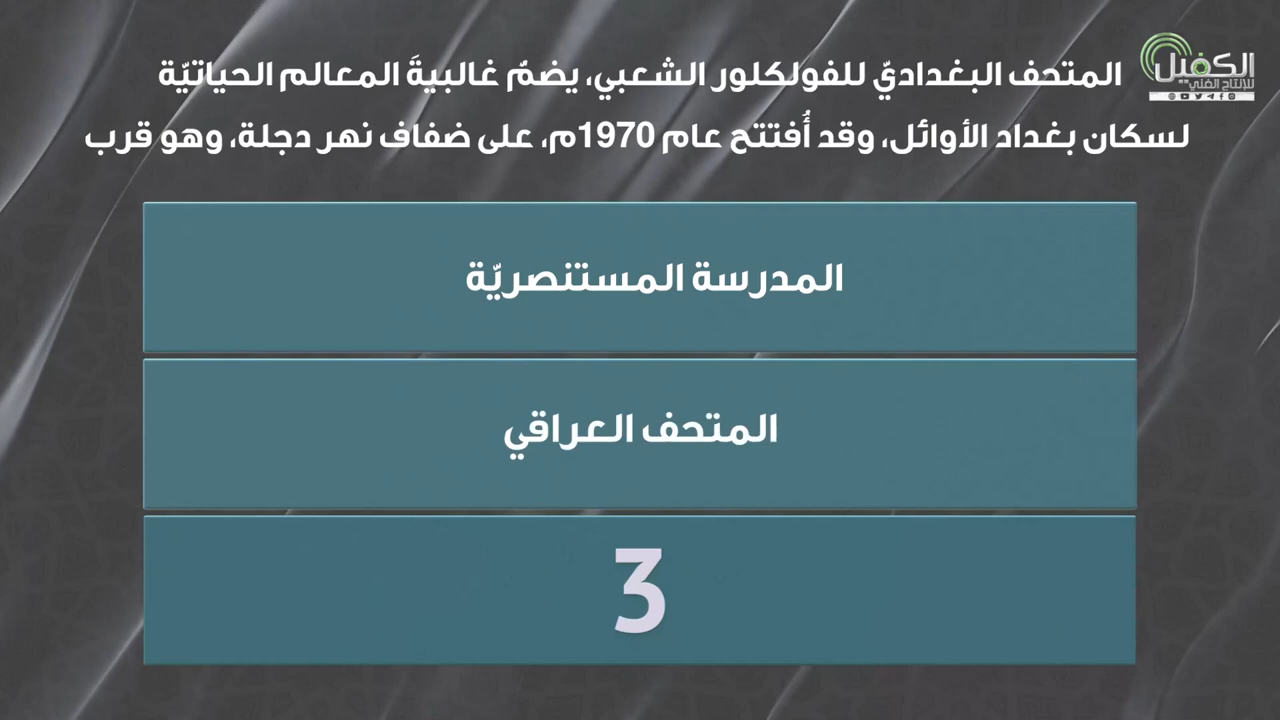 المتحف البغداديّ للفولكلور الشعبي، يضمّ غالبيةَ المعالم الحياتيّة
لسكان بغداد الأوائل، وقد أُفتتح عام 1970م، على ضفاف نهر دجلة، وهو قرب
الكفيل
للإنتاج الفني
المدرسة المستنصريّة
المتحف العراقي
3